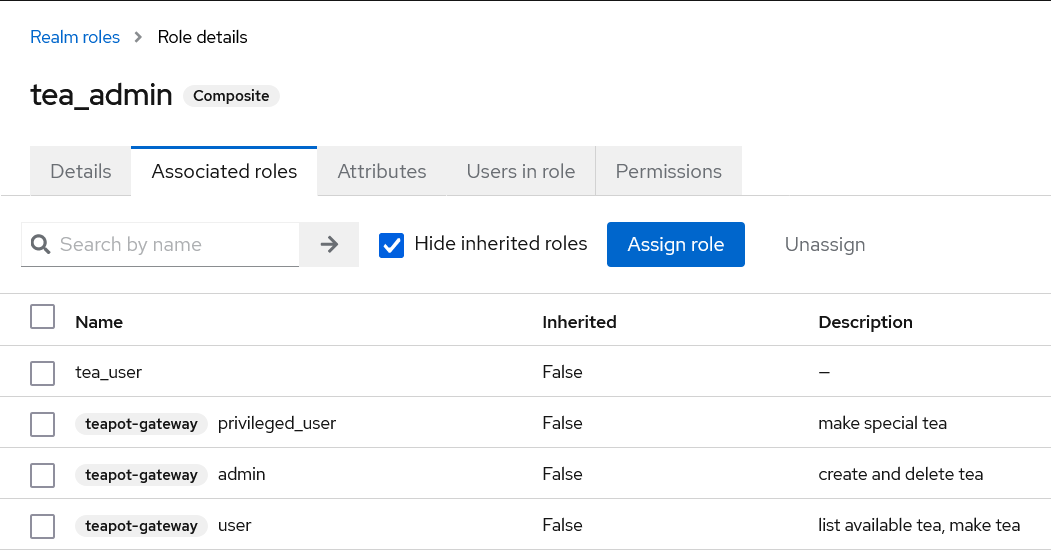 Realm roles > Role details
tea_admin Composite
Details Associated roles Attributes Users in role Permissions
Search by name Hide inherited roles Assign role Unassign
Name Inherited Description
tea_user False –
teapot-gateway privileged_user False make special tea
teapot-gateway admin False create and delete tea
teapot-gateway user False list available tea, make tea